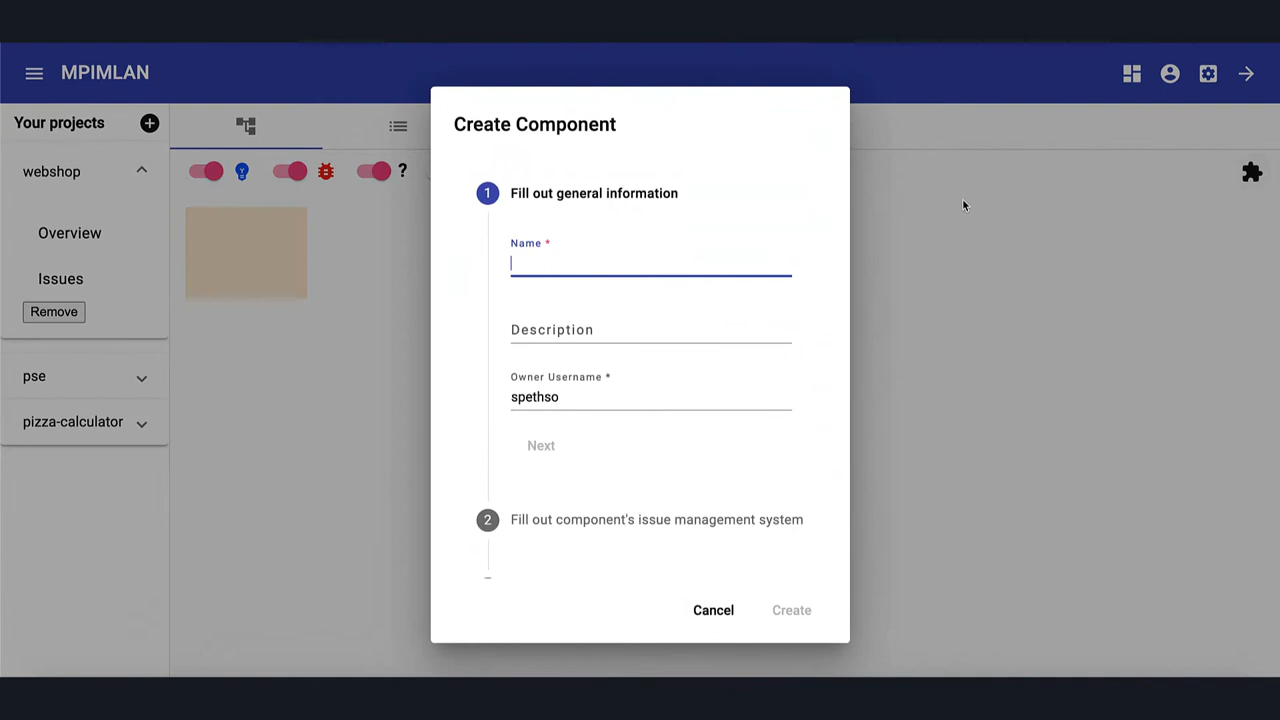 MPIMLAN
Your projects
webshop
Overview
Issues
Remove
pse
pizza-calculator
?
Create Component
1 Fill out general information
Name *
Description
Owner Username *
spethso
Next
2 Fill out component's issue management system
Cancel Create